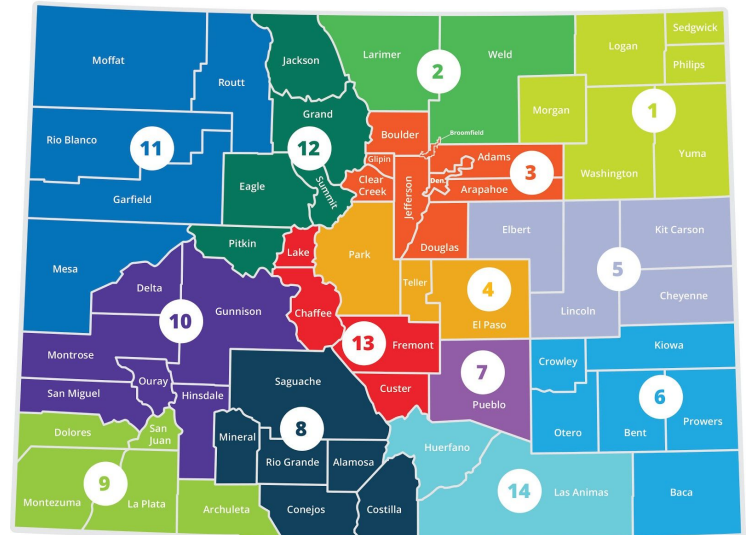 Moffat
Routt
Jackson
Larimer
Weld
Logan
Sedgwick
Philips
2
Morgan
1
Grand
Rio Blanco
11
12
Boulder
Broomfield
Yuma
Washington
Gilpin
Adams
3
Den.
Arapahoe
Clear
Creek
Jefferson
Eagle
Summit
Garfield
Pitkin
Lake
Park
Douglas
Elbert
Kit Carson
5
Mesa
Delta
Gunnison
Teller
4
El Paso
Lincoln
Cheyenne
10
Chaffee
13
Fremont
Montrose
Ouray
Hinsdale
San Miguel
Saguache
Custer
7
Pueblo
Crowley
Kiowa
6
Otero
Bent
Prowers
Dolores
San
Juan
Mineral
8
Rio Grande
Alamosa
Huerfano
9
Montezuma
La Plata
Archuleta
Conejos
Costilla
14
Las Animas
Baca